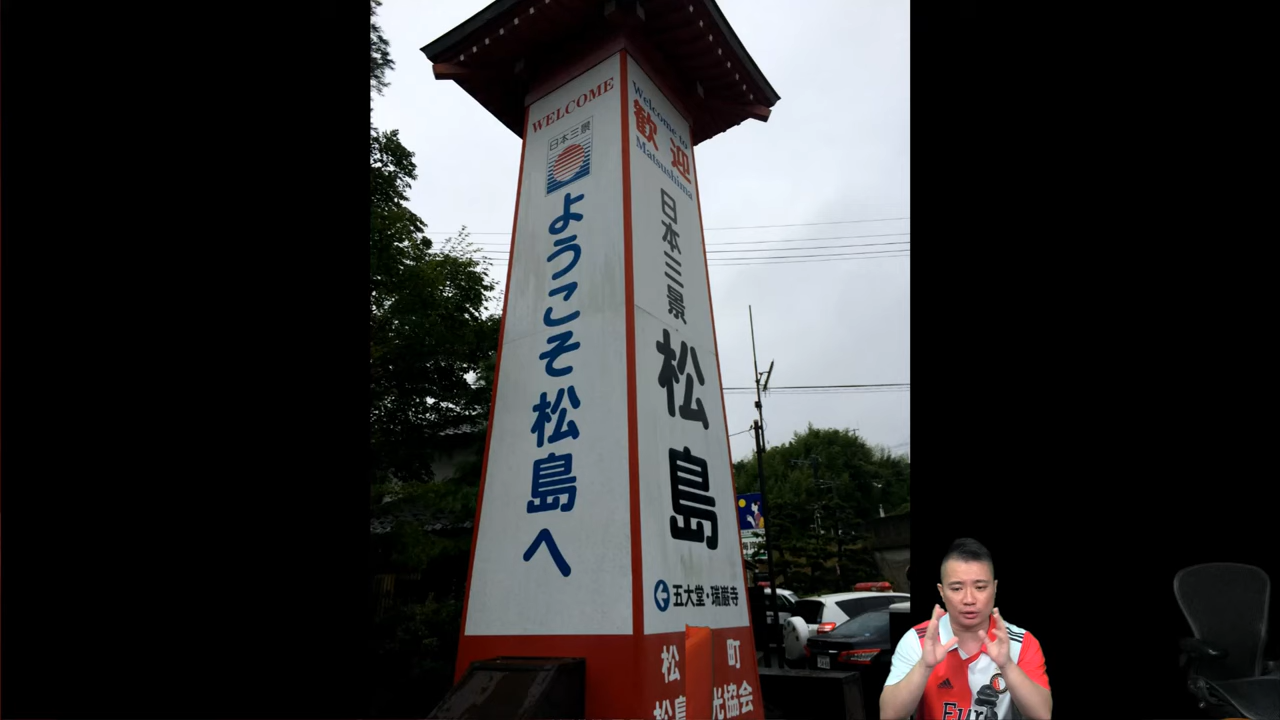 WELCOME
日本三景
ようこそ松島へ
Welcome to
歓迎
Matsushima
日本三景
松島
五大堂・瑞巌寺
松 町
松島 光協会
Eur